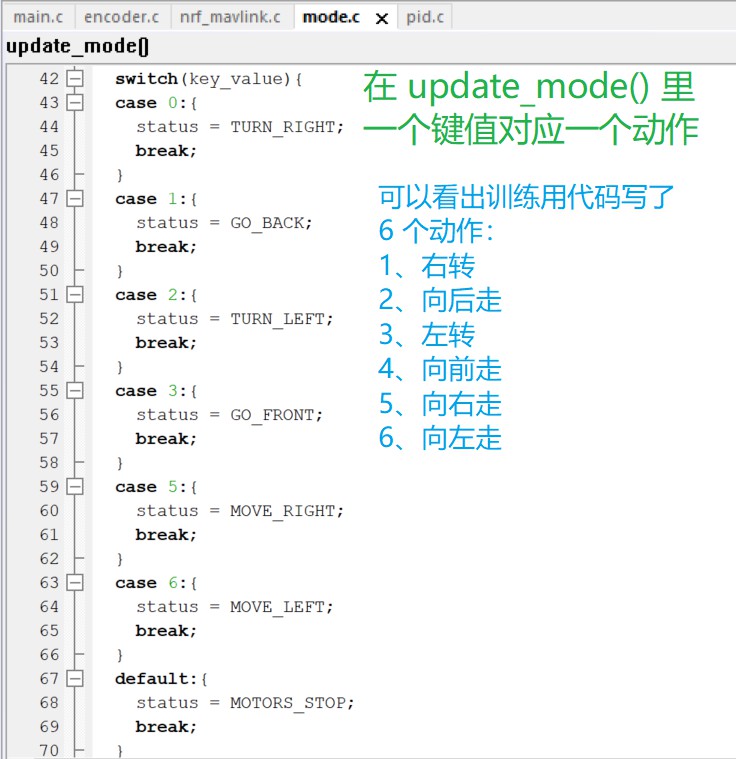 main.c encoder.c nrf_mavlink.c mode.c × pid.c
update_mode()
42 switch(key_value){
43 case 0:{
44 status = TURN_RIGHT;
45 break;
46 }
47 case 1:{
48 status = GO_BACK;
49 break;
50 }
51 case 2:{
52 status = TURN_LEFT;
53 break;
54 }
55 case 3:{
56 status = GO_FRONT;
57 break;
58 }
59 case 5:{
60 status = MOVE_RIGHT;
61 break;
62 }
63 case 6:{
64 status = MOVE_LEFT;
65 break;
66 }
67 default:{
68 status = MOTORS_STOP;
69 break;
70 }
在 update_mode() 里
一个键值对应一个动作
可以看出训练用代码写了
6 个动作：
1、右转
2、向后走
3、左转
4、向前走
5、向右走
6、向左走